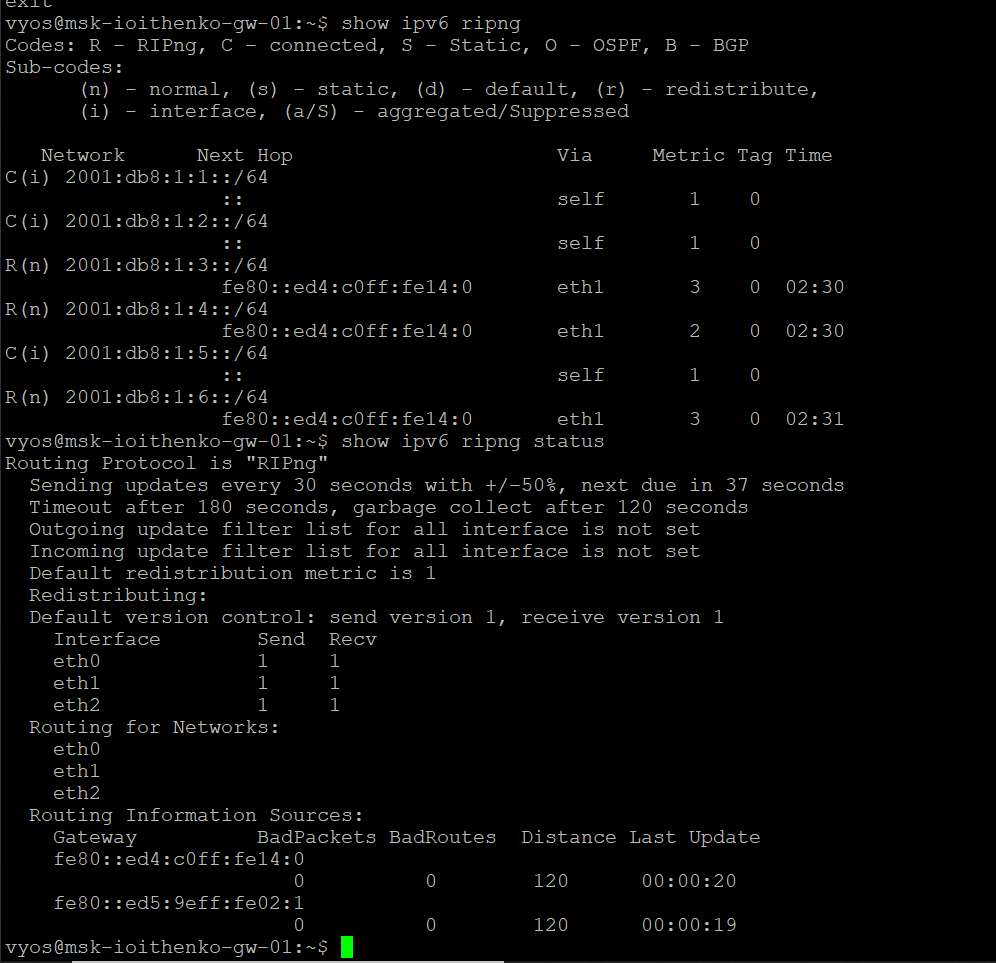 exit
vyos@msk-ioithenko-gw-01:~$ show ipv6 ripng
Codes: R - RIPng, C - connected, S - Static, O - OSPF, B - BGP
Sub-codes:
      (n) - normal, (s) - static, (d) - default, (r) - redistribute,
      (i) - interface, (a/S) - aggregated/Suppressed

   Network      Next Hop                      Via     Metric Tag Time
C(i) 2001:db8:1:1::/64
                  ::                          self       1    0
C(i) 2001:db8:1:2::/64
                  ::                          self       1    0
R(n) 2001:db8:1:3::/64
                  fe80::ed4:c0ff:fe14:0       eth1       3    0  02:30
R(n) 2001:db8:1:4::/64
                  fe80::ed4:c0ff:fe14:0       eth1       2    0  02:30
C(i) 2001:db8:1:5::/64
                  ::                          self       1    0
R(n) 2001:db8:1:6::/64
                  fe80::ed4:c0ff:fe14:0       eth1       3    0  02:31
vyos@msk-ioithenko-gw-01:~$ show ipv6 ripng status
Routing Protocol is "RIPng"
  Sending updates every 30 seconds with +/-50%, next due in 37 seconds
  Timeout after 180 seconds, garbage collect after 120 seconds
  Outgoing update filter list for all interface is not set
  Incoming update filter list for all interface is not set
  Default redistribution metric is 1
  Redistributing:
  Default version control: send version 1, receive version 1
    Interface        Send  Recv
    eth0             1     1
    eth1             1     1
    eth2             1     1
  Routing for Networks:
    eth0
    eth1
    eth2
  Routing Information Sources:
    Gateway          BadPackets BadRoutes  Distance Last Update
    fe80::ed4:c0ff:fe14:0
                        0          0        120      00:00:20
    fe80::ed5:9eff:fe02:1
                        0          0        120      00:00:19
vyos@msk-ioithenko-gw-01:~$